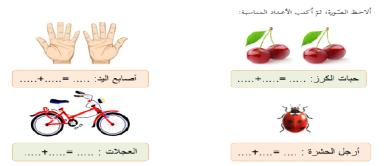 ألاحظ الصّورة، ثمّ أكتب الأعداد المناسبة:
حبات الكرز: ..... =.....+.....
أصابع اليد: ..... =.....+.....
أرجل الحشرة : .... =....+....
العجلات : ..... =.....+.....